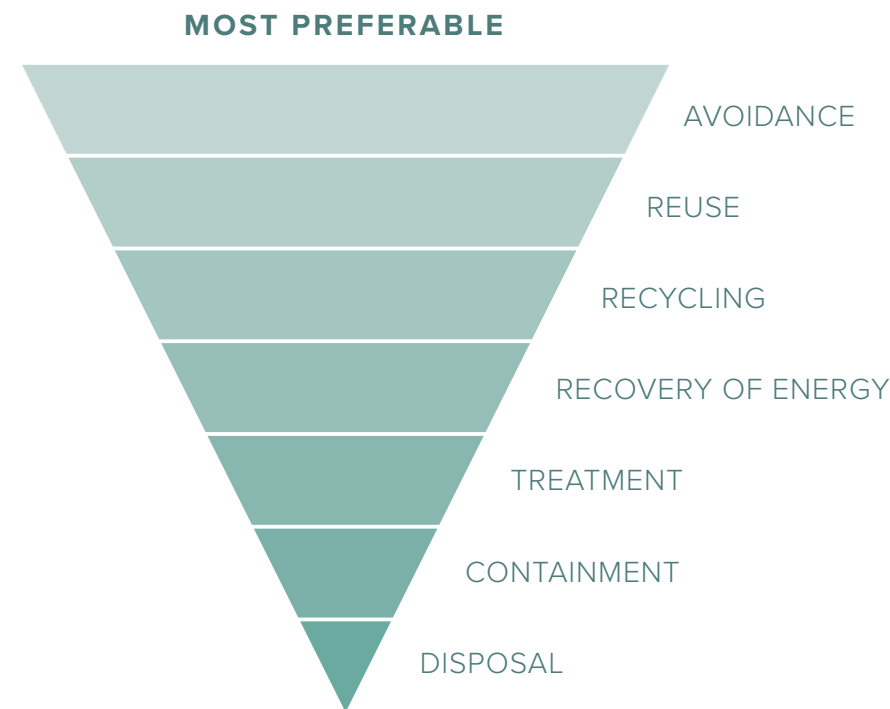 MOST PREFERABLE
AVOIDANCE
REUSE
RECYCLING
RECOVERY OF ENERGY
TREATMENT
CONTAINMENT
DISPOSAL